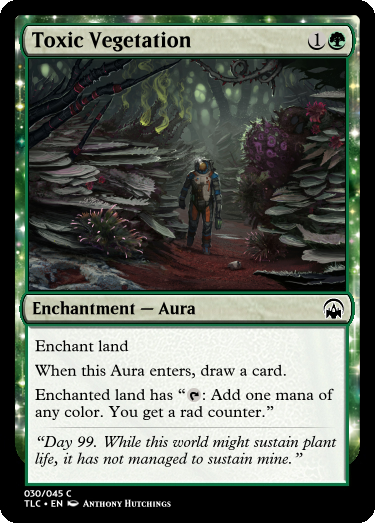 Toxic Vegetation 1
Enchantment — Aura
Enchant land
When this Aura enters, draw a card.
Enchanted land has “: Add one mana of
any color. You get a rad counter.”
“Day 99. While this world might sustain plant
life, it has not managed to sustain mine.”
030/045 C
TLC • EN Anthony Hutchings